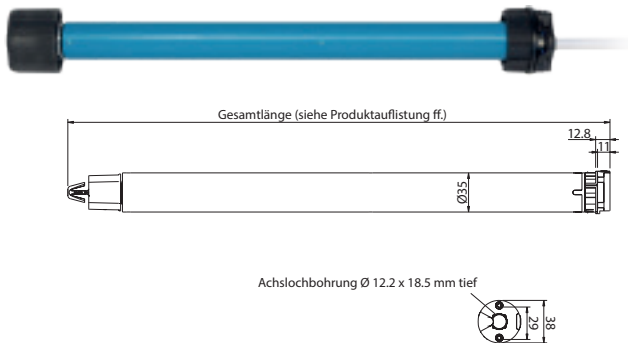 Gesamtlänge (siehe Produktauflistung ff.)
12.8
11
Ø35
Achslochbohrung Ø 12.2 x 18.5 mm tief
29
38